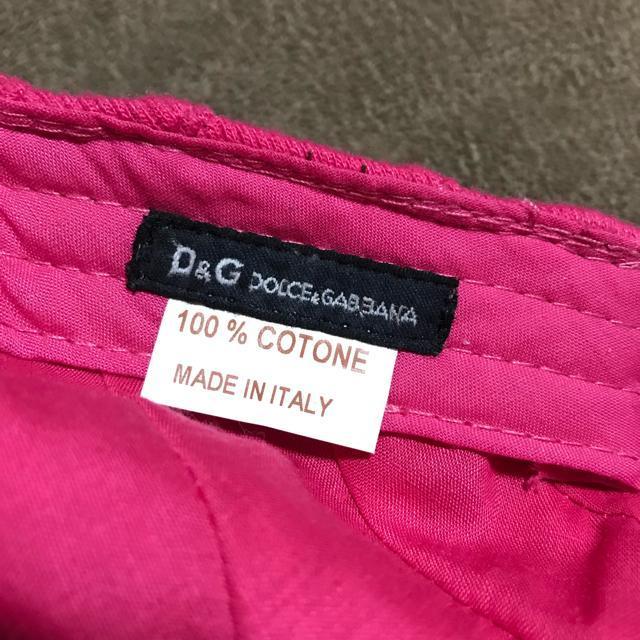 D&G DOLCE&GABBANA
100 % COTONE
MADE IN ITALY